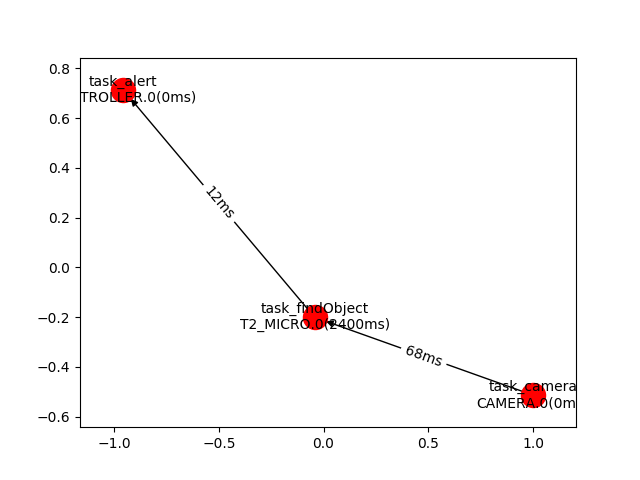 0.8
0.6
0.4
0.2
0.0
−0.2
−0.4
−0.6
−1.0
−0.5
0.0
0.5
1.0
task_alert
TROLLER.0(0ms)
12ms
task_findObject
T2_MICRO.0(2400ms)
68ms
task_camera
CAMERA.0(0m